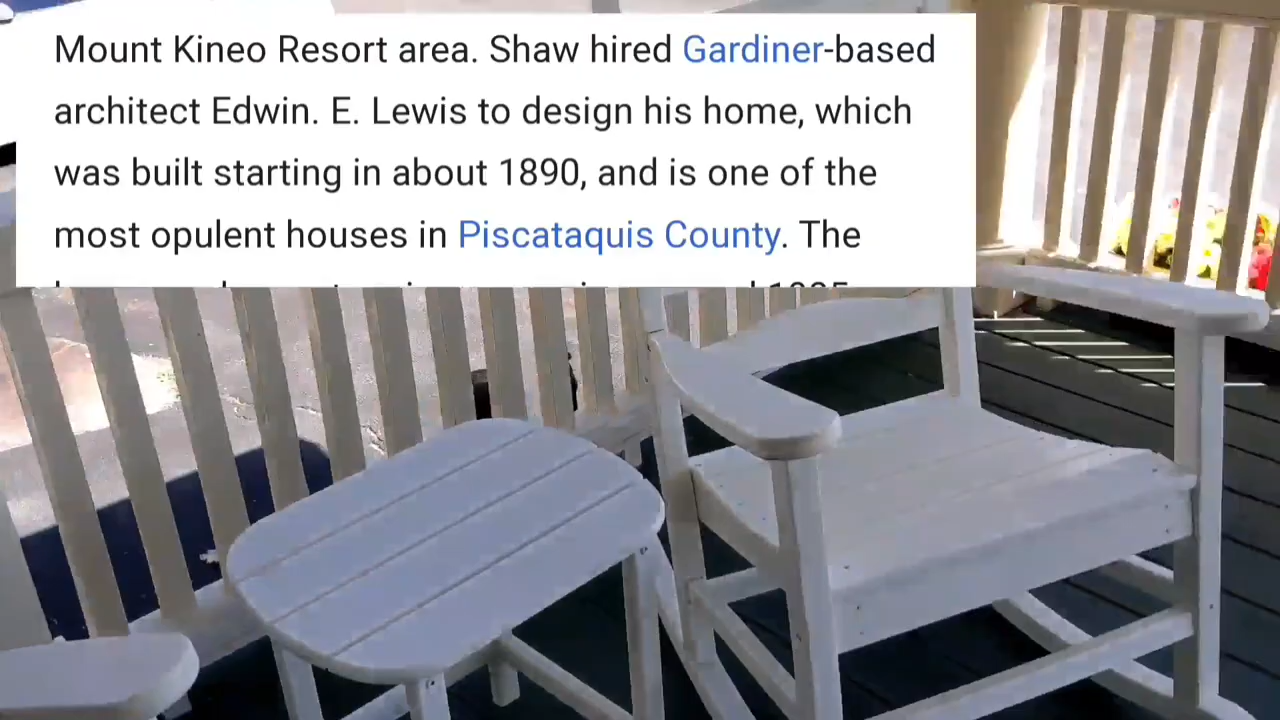 Mount Kineo Resort area. Shaw hired Gardiner-based
architect Edwin. E. Lewis to design his home, which
was built starting in about 1890, and is one of the
most opulent houses in Piscataquis County. The